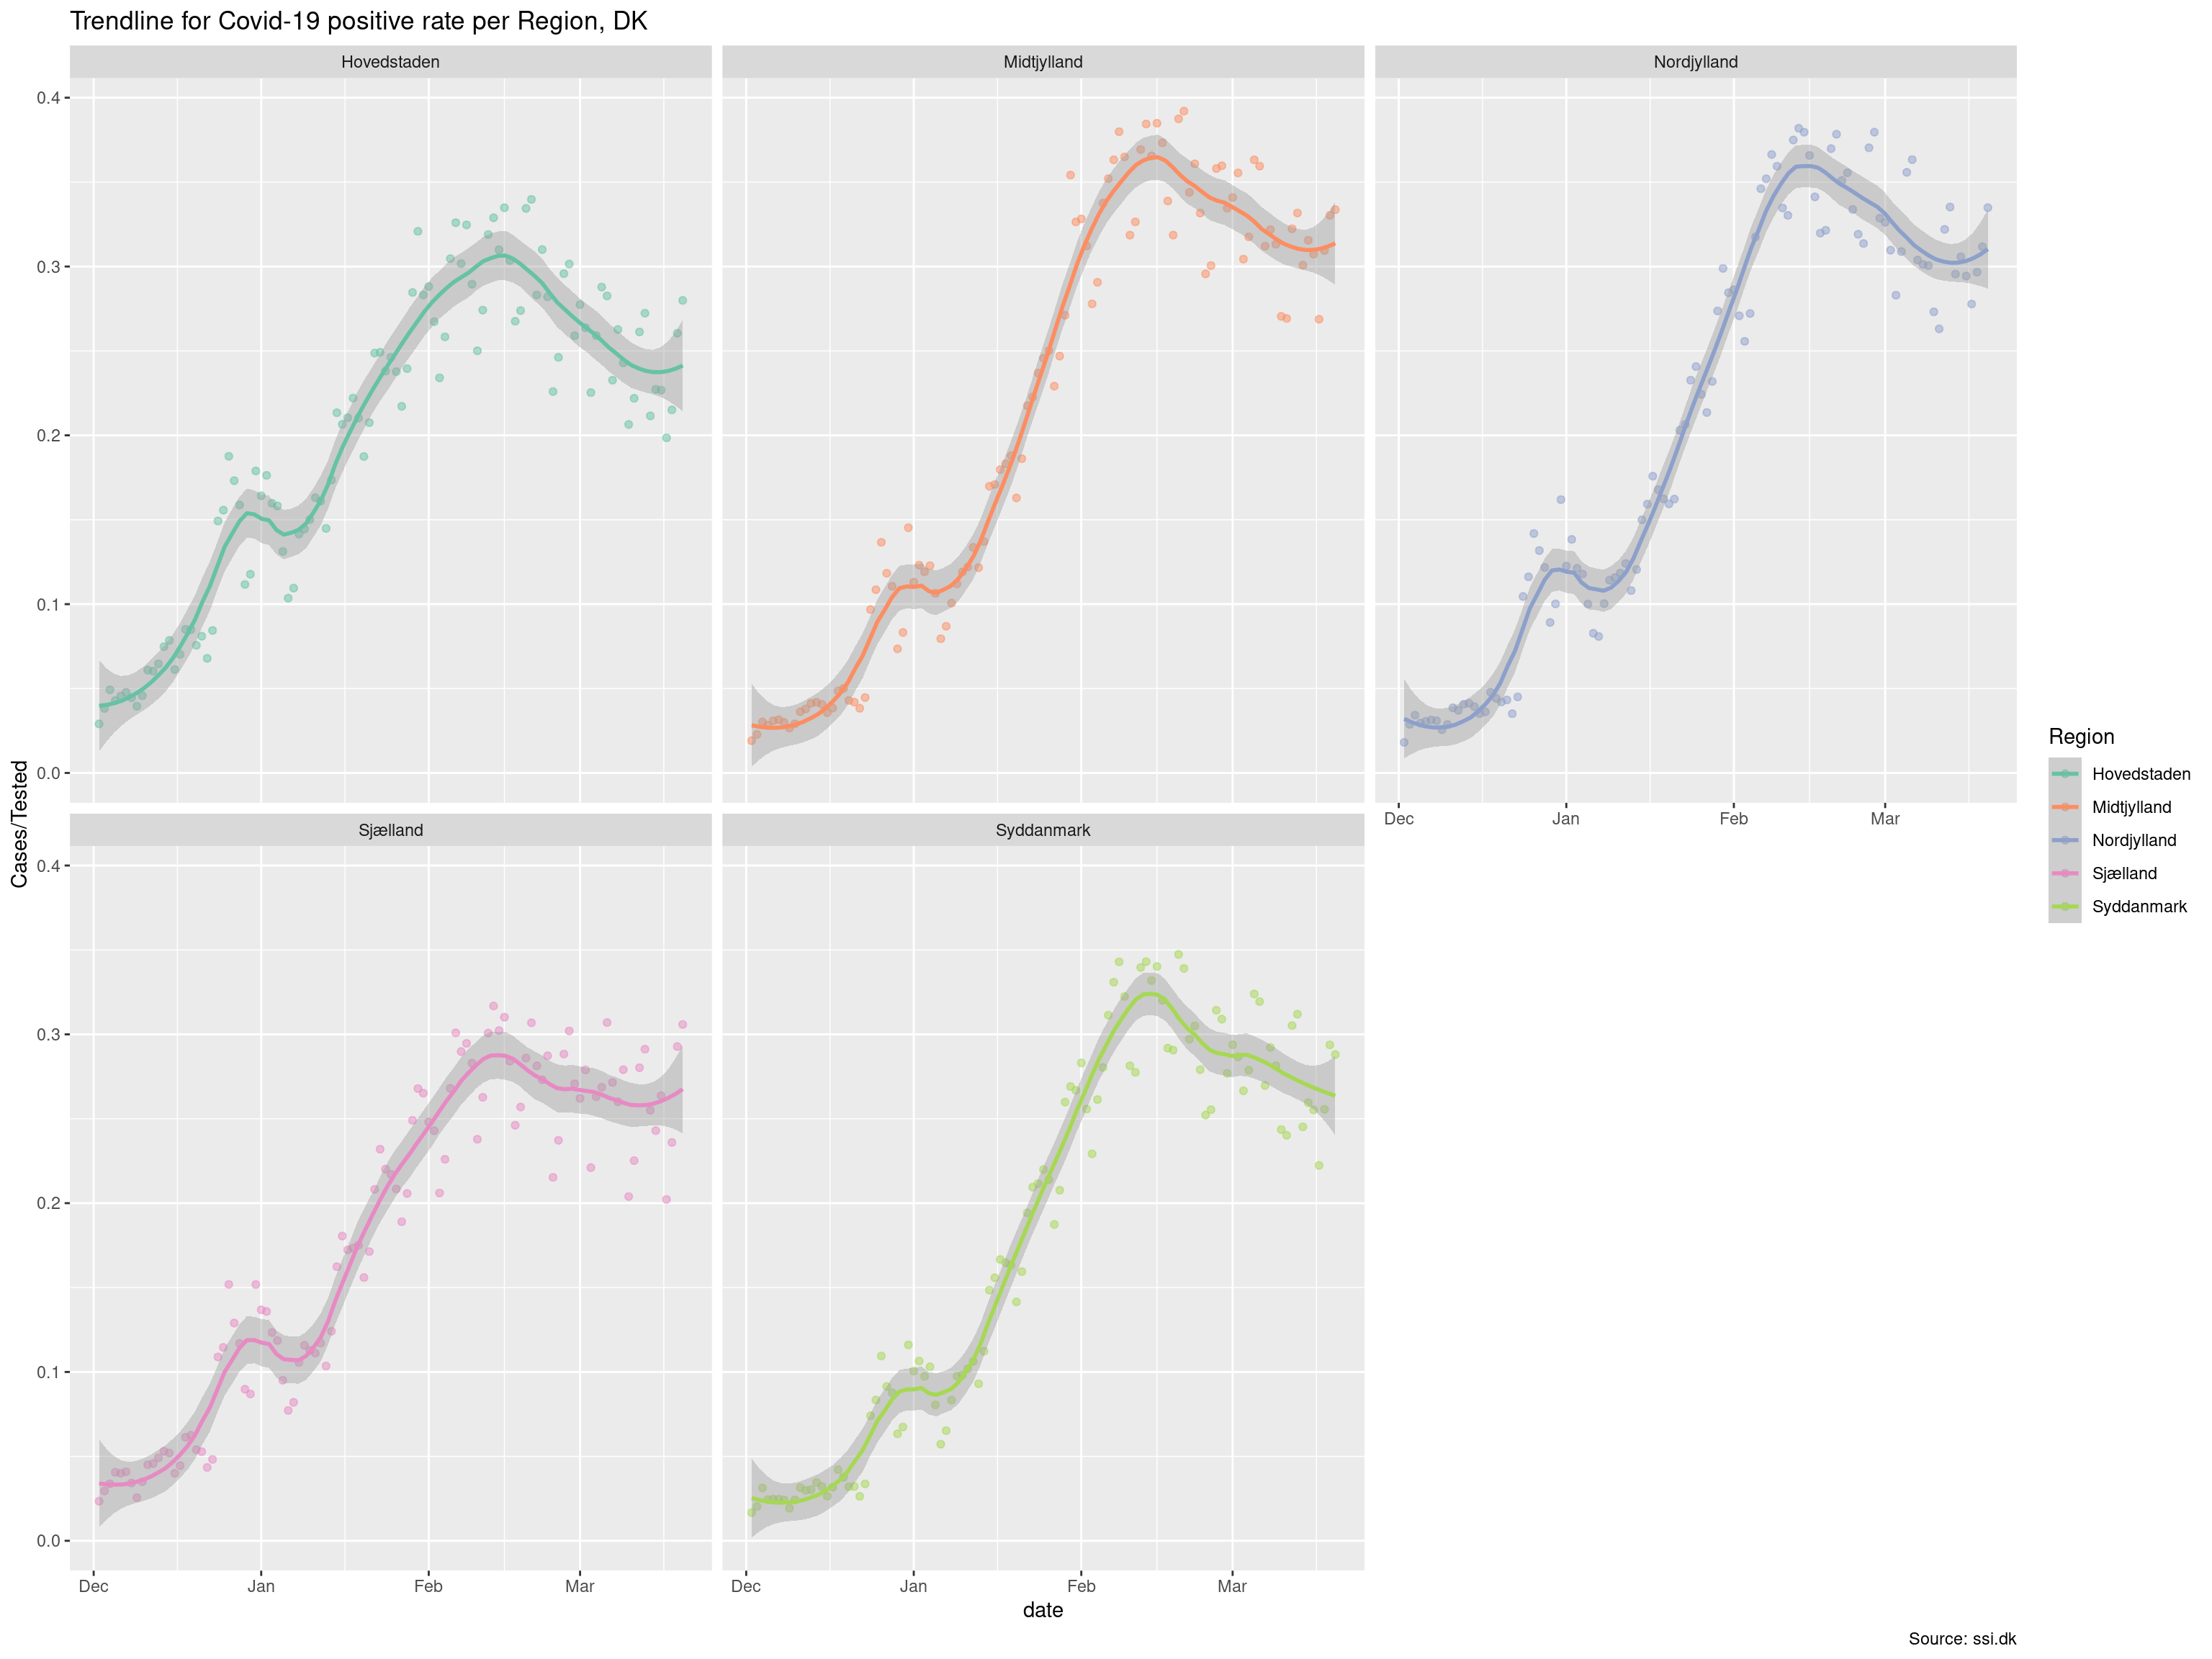 Trendline for Covid-19 positive rate per Region, DK
Hovedstaden
Midtjylland
Nordjylland
0.4
0.3
0.2
0.1
0.0
Dec Jan Feb Mar
Sjælland
Syddanmark
0.4
0.3
0.2
0.1
0.0
Dec Jan Feb Mar
Dec Jan Feb Mar
Cases/Tested
date
Region
Hovedstaden
Midtjylland
Nordjylland
Sjælland
Syddanmark
Source: ssi.dk